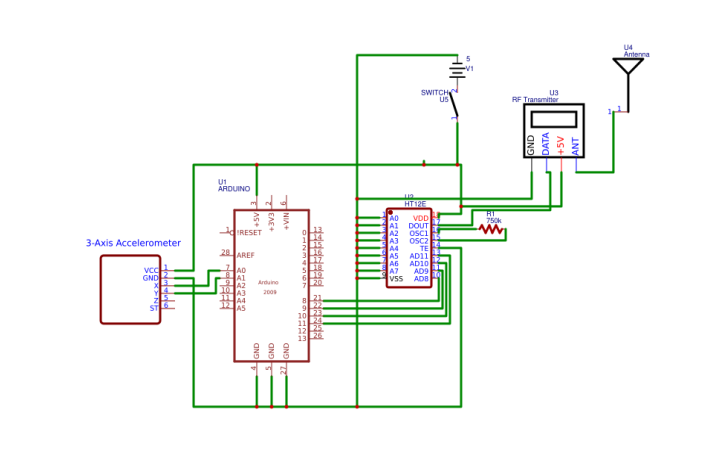 U4
Antenna
5
V1
2
SWITCH
U5
1
U3
RF Transmitter
GND
DATA
+5V
ANT
1
1
U1
ARDUINO
3
2
6
+5V
+3V3
+VIN
U2
HT12E
R1
750k
3-Axis Accelerometer
VCC
GND
X
Y
Z
ST
1
2
3
4
5
6
1
!RESET
28
AREF
7
A0
8
A1
9
A2
10
A3
11
A4
12
A5
Arduino
2009
0
13
1
14
2
15
3
16
4
17
5
18
6
19
7
20
8
21
9
22
10
23
11
24
12
25
13
26
GND
GND
GND
4
5
27
A0
A1
A2
A3
A4
A5
A6
A7
VSS
VDD
DOUT
OSC1
OSC2
TE
AD11
AD10
AD9
AD8